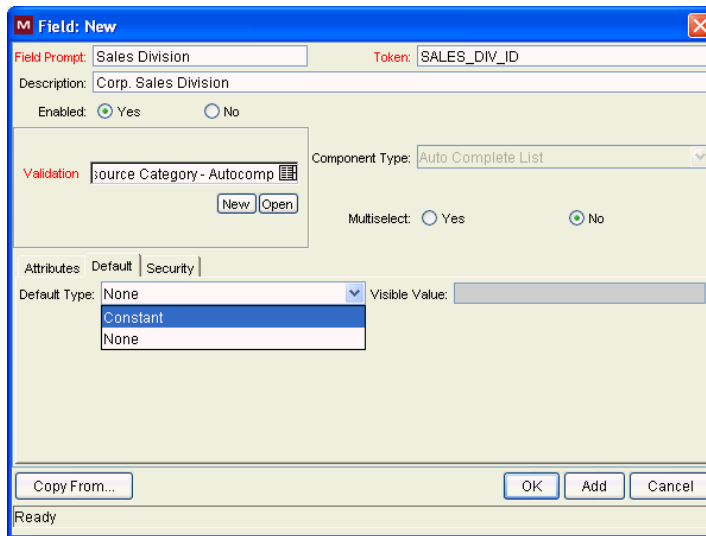 M Field: New
Field Prompt: Sales Division Token: SALES_DIV_ID
Description: Corp. Sales Division
Enabled: Yes No
Validation source Category - Autocomp Component Type: Auto Complete List
New Open
Multiselect: Yes No
Attributes Default Security
Default Type: None Visible Value:
Constant
None
Copy From... OK Add Cancel
Ready